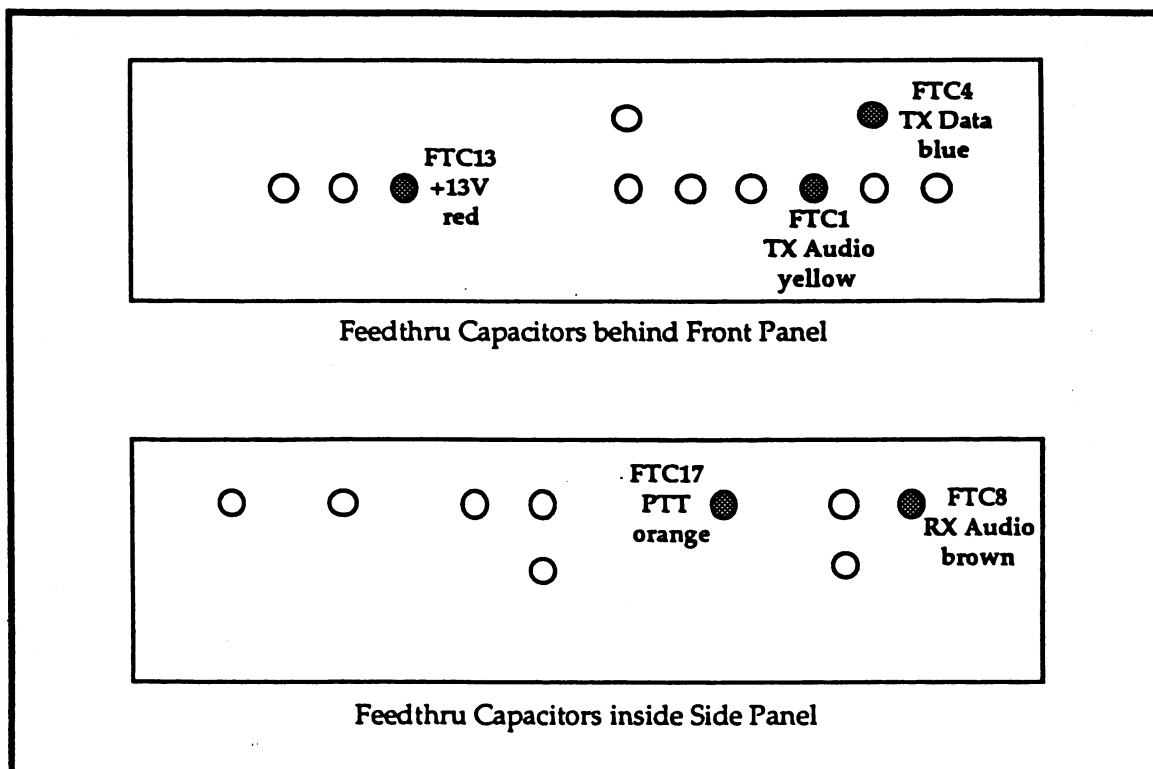 FTC4
TX Data
blue
FTC13
+13V
red
FTC1
TX Audio
yellow
Feedthru Capacitors behind Front Panel
FTC17
PTT
orange
FTC8
RX Audio
brown
Feedthru Capacitors inside Side Panel